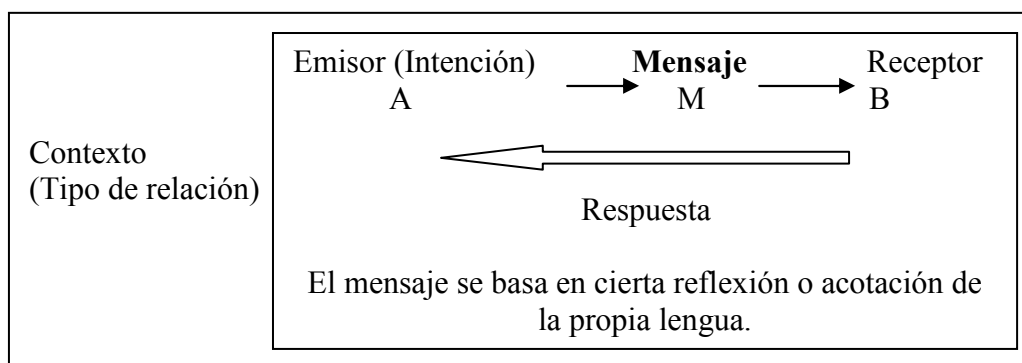 Emisor (Intención) Mensaje Receptor
A M B
Contexto
(Tipo de relación)
Respuesta
El mensaje se basa en cierta reflexión o acotación de
la propia lengua.